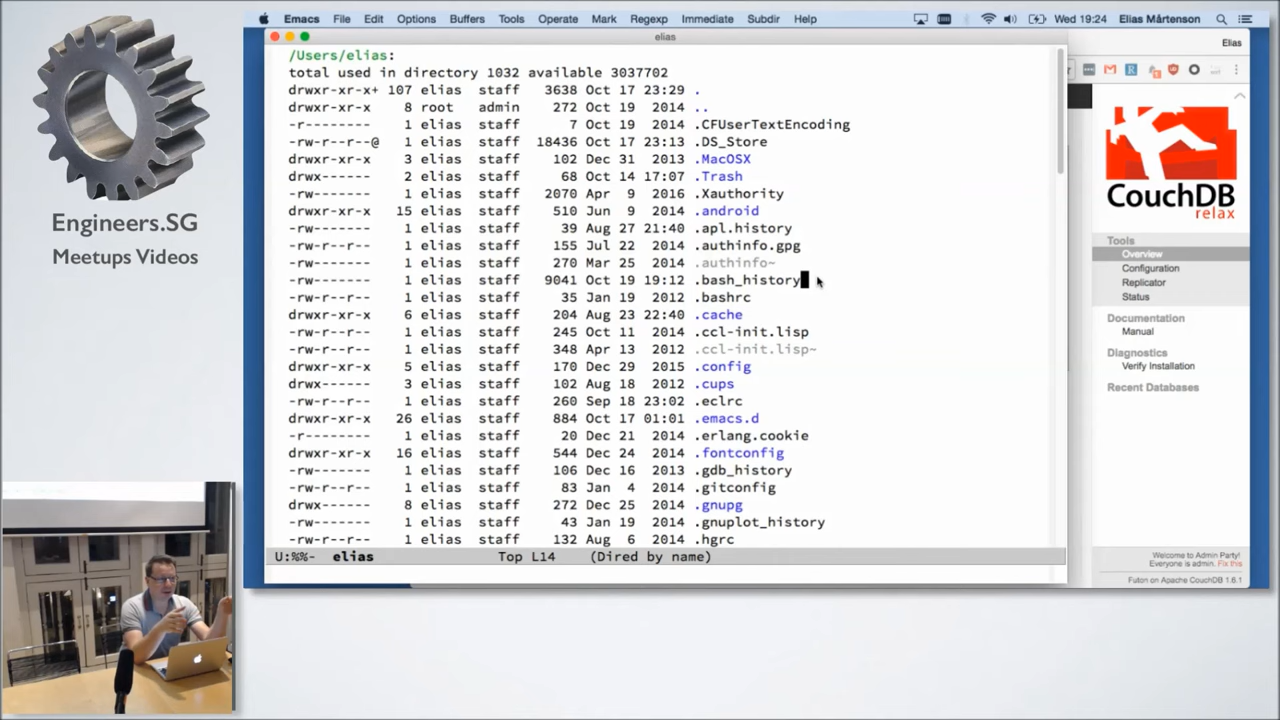 Engineers.SG
Meetups Videos
Emacs File Edit Options Buffers Tools Operate Mark Regexp Immediate Subdir Help Wed 19:24 Elias Mårtenson
elias
Elias
/Users/elias:
total used in directory 1032 available 3037702
drwxr-xr-x+ 107 elias staff 3638 Oct 17 23:29 .
drwxr-xr-x 8 root admin 272 Oct 19 2014 ..
-r-------- 1 elias staff 7 Oct 19 2014 .CFUserTextEncoding
-rw-r--r--@ 1 elias staff 18436 Oct 17 23:13 .DS_Store
drwxr-xr-x 3 elias staff 102 Dec 31 2013 .MacOSX
drwx------ 2 elias staff 68 Oct 14 17:07 .Trash
-rw------- 1 elias staff 2070 Apr 9 2016 .Xauthority
drwxr-xr-x 15 elias staff 510 Jun 9 2014 .android
-rw------- 1 elias staff 39 Aug 27 21:40 .apl.history
-rw-r--r-- 1 elias staff 155 Jul 22 2014 .authinfo.gpg
-rw------- 1 elias staff 270 Mar 25 2014 .authinfo~
-rw------- 1 elias staff 9041 Oct 19 19:12 .bash_history
-rw-r--r-- 1 elias staff 35 Jan 19 2012 .bashrc
drwxr-xr-x 6 elias staff 204 Aug 23 22:40 .cache
-rw-r--r-- 1 elias staff 245 Oct 11 2014 .ccl-init.lisp
-rw-r--r-- 1 elias staff 348 Apr 13 2012 .ccl-init.lisp~
drwxr-xr-x 5 elias staff 170 Dec 29 2015 .config
drwx------ 3 elias staff 102 Aug 18 2012 .cups
-rw-r--r-- 1 elias staff 260 Sep 18 23:02 .eclrc
drwxr-xr-x 26 elias staff 884 Oct 17 01:01 .emacs.d
-r-------- 1 elias staff 20 Dec 21 2014 .erlang.cookie
drwxr-xr-x 16 elias staff 544 Dec 24 2014 .fontconfig
-rw------- 1 elias staff 106 Dec 16 2013 .gdb_history
-rw-r--r-- 1 elias staff 83 Jan 4 2014 .gitconfig
drwx------ 8 elias staff 272 Dec 25 2014 .gnupg
-rw------- 1 elias staff 43 Jan 19 2014 .gnuplot_history
-rw-r--r-- 1 elias staff 132 Aug 6 2014 .hgrc
U:%%- elias Top L14 (Dired by name)
CouchDB
relax
Tools
Overview
Configuration
Replicator
Status
Documentation
Manual
Diagnostics
Verify Installation
Recent Databases
Welcome to Admin Party!
Everyone is admin. Fix this
Futon on Apache CouchDB 1.6.1